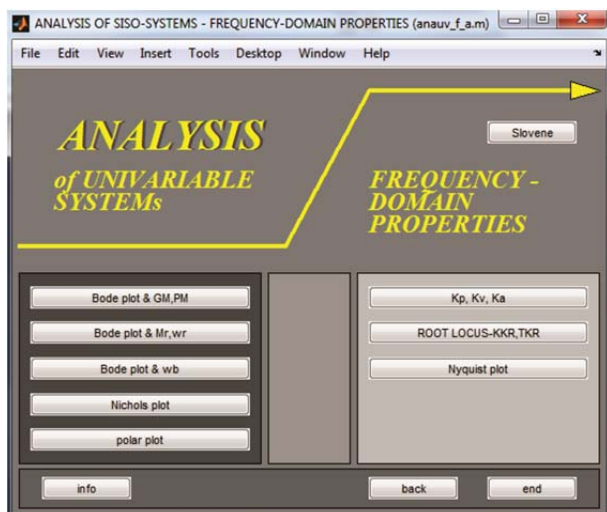 ANALYSIS OF SISO-SYSTEMS - FREQUENCY-DOMAIN PROPERTIES (anauv_f_a.m)
File Edit View Insert Tools Desktop Window Help
ANALYSIS
of UNIVARIABLE
SYSTEMs
Slovene
FREQUENCY -
DOMAIN
PROPERTIES
Bode plot & GM,PM
Bode plot & Mr,wr
Bode plot & wb
Nichols plot
polar plot
Kp, Kv, Ka
ROOT LOCUS-KKR,TKR
Nyquist plot
info
back
end